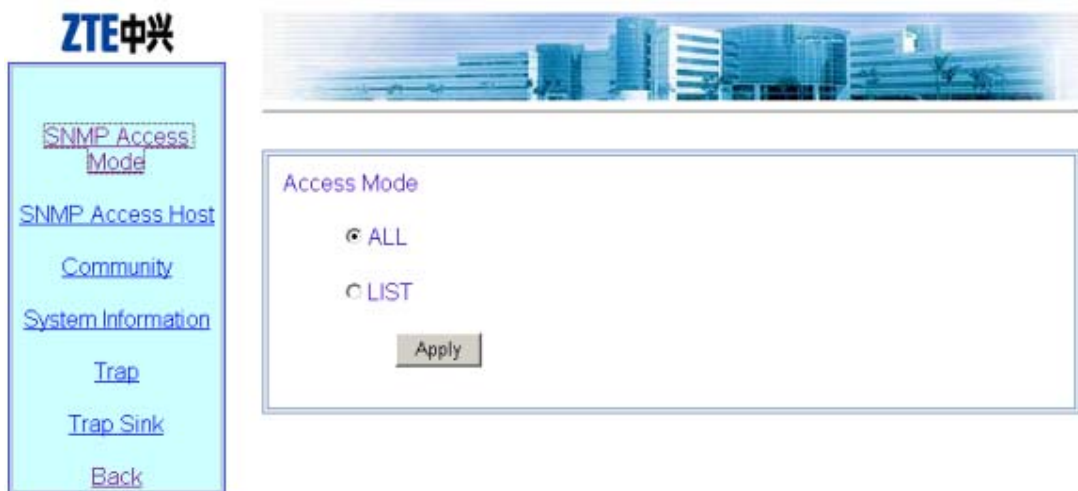 ZTE中兴
SNMP Access
Mode
SNMP Access Host
Community
System Information
Trap
Trap Sink
Back
Access Mode
ALL
LIST
Apply